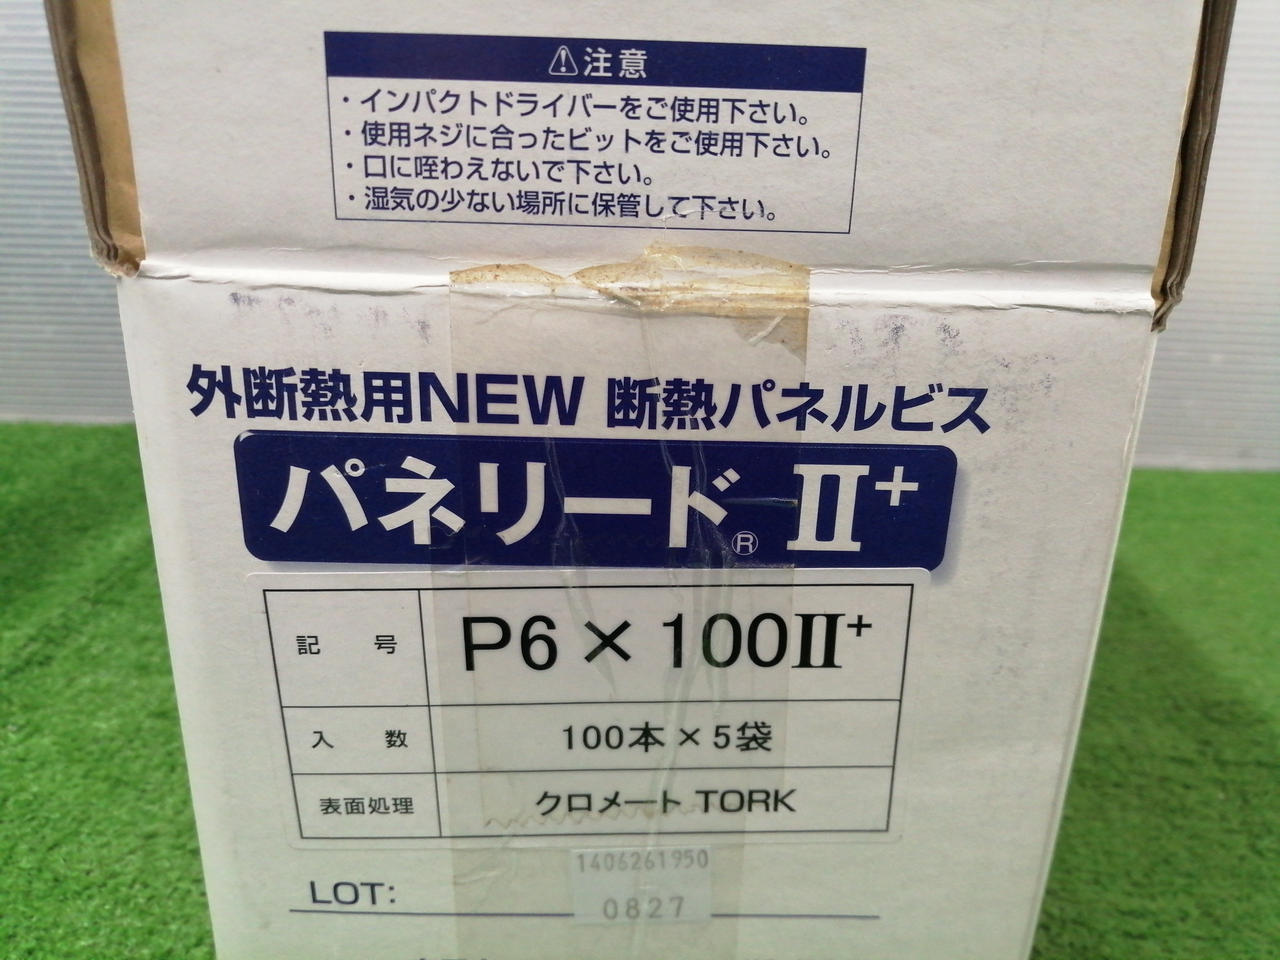 ⚠注意
・インパクトドライバーをご使用下さい。
・使用ネジに合ったビットをご使用下さい。
・口に咥わえないで下さい。
・湿気の少ない場所に保管して下さい。
外断熱用NEW 断熱パネルビス
パネリード® Ⅱ+
記 号 P6×100Ⅱ+
入 数 100本×5袋
表面処理 クロメート TORK
1406261950
LOT: 0827